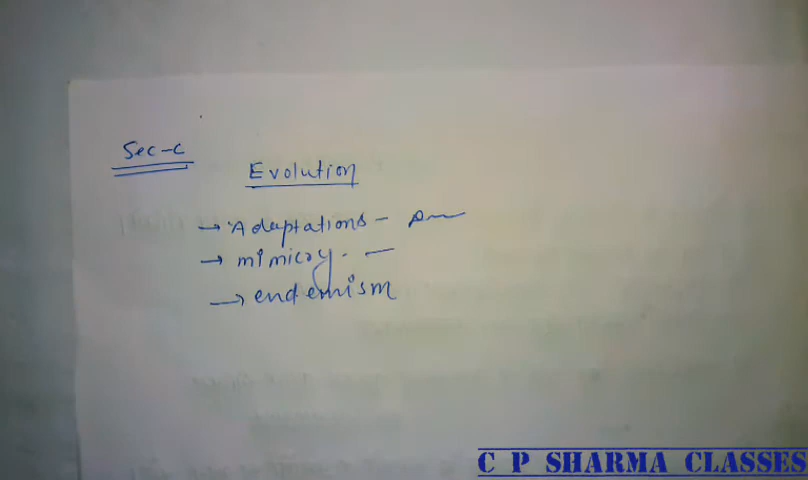 Sec-C
Evolution
→ Adaptations -
→ mimicry. —
→ endemism
C P SHARMA CLASSES